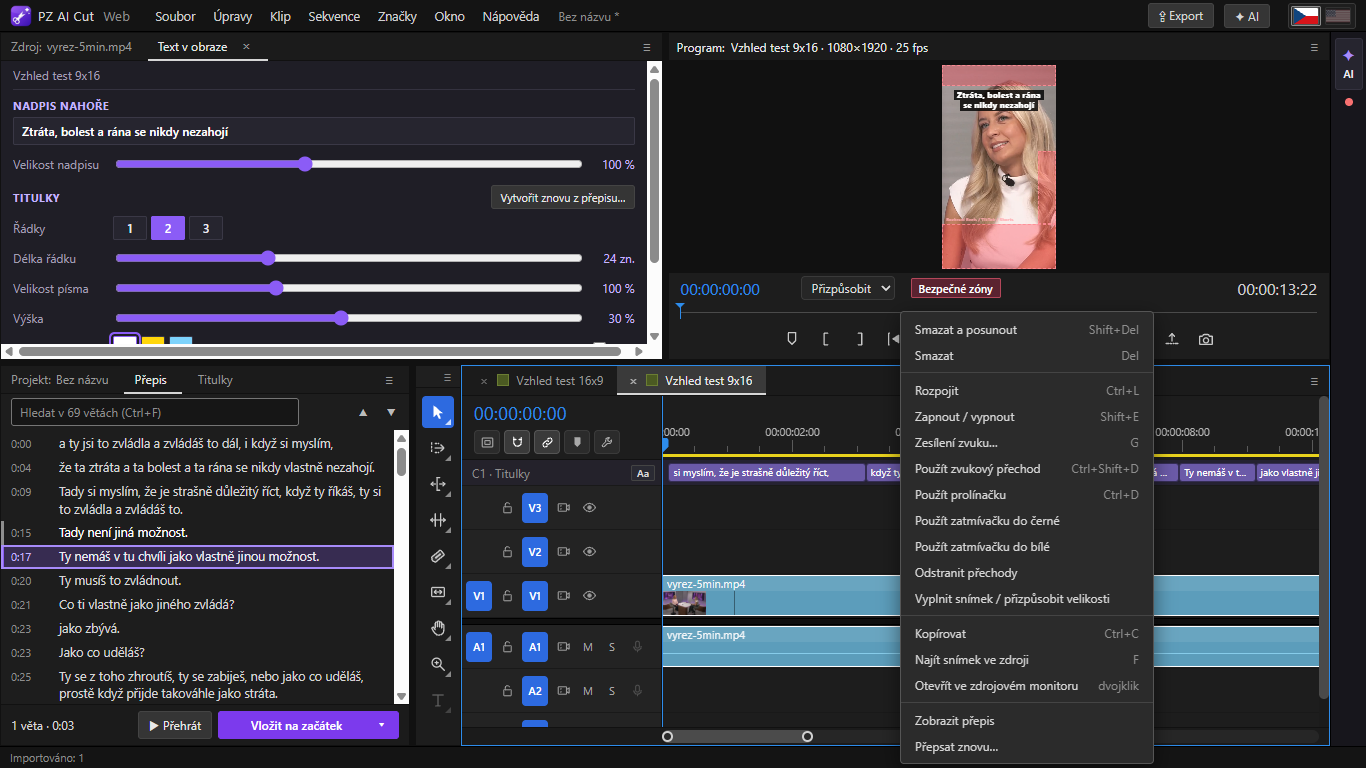 PZ AI Cut Web Soubor Úpravy Klip Sekvence Značky Okno Nápověda Bez názvu * Export AI
Zdroj: vyrez-5min.mp4 Text v obraze ×
Program: Vzhled test 9x16 · 1080×1920 · 25 fps
AI
Vzhled test 9x16
NADPIS NAHOŘE
Ztráta, bolest a rána se nikdy nezahojí
Velikost nadpisu 100 %
TITULKY Vytvořit znovu z přepisu...
Řádky 1 2 3
Délka řádku 24 zn.
Velikost písma 100 %
Výška 30 %
Ztráta, bolest a rána
se nikdy nezahojí
00:00:00:00 Přizpůsobit Bezpečné zóny 00:00:13:22
Projekt: Bez názvu Přepis Titulky
Hledat v 69 větách (Ctrl+F)
0:00 a ty jsi to zvládla a zvládáš to dál, i když si myslím,
0:04 že ta ztráta a ta bolest a ta rána se nikdy vlastně nezahojí.
0:09 Tady si myslím, že je strašně důležitý říct, když ty říkáš, ty si
to zvládla a zvládáš to.
0:15 Tady není jiná možnost.
0:17 Ty nemáš v tu chvíli jako vlastně jinou možnost.
0:20 Ty musíš to zvládnout.
0:21 Co ti vlastně jako jiného zvládá?
0:23 jako zbývá.
0:23 Jako co uděláš?
0:25 Ty se z toho zhroutíš, ty se zabiješ, nebo jako co uděláš,
prostě když přijde takováhle jako stráta.
1 věta · 0:03 Přehrát Vložit na začátek
Importováno: 1
× Vzhled test 16x9 × Vzhled test 9x16
00:00:00:00
:00:00 00:00:02:00 00:00:08:00 00:00:1
C1 · Titulky Aa si myslím, že je strašně důležitý říct, když ty Ty nemáš v t... jako vlastně ji
V3
V2
V1 V1 vyrez-5min.mp4
A1 A1 M S vyrez-5min.mp4
A2 M S
Smazat a posunout Shift+Del
Smazat Del
Rozpojit Ctrl+L
Zapnout / vypnout Shift+E
Zesílení zvuku... G
Použít zvukový přechod Ctrl+Shift+D
Použít prolínačku Ctrl+D
Použít zatmívačku do černé
Použít zatmívačku do bílé
Odstranit přechody
Vyplnit snímek / přizpůsobit velikosti
Kopírovat Ctrl+C
Najít snímek ve zdroji F
Otevřít ve zdrojovém monitoru dvojklik
Zobrazit přepis
Přepsat znovu...